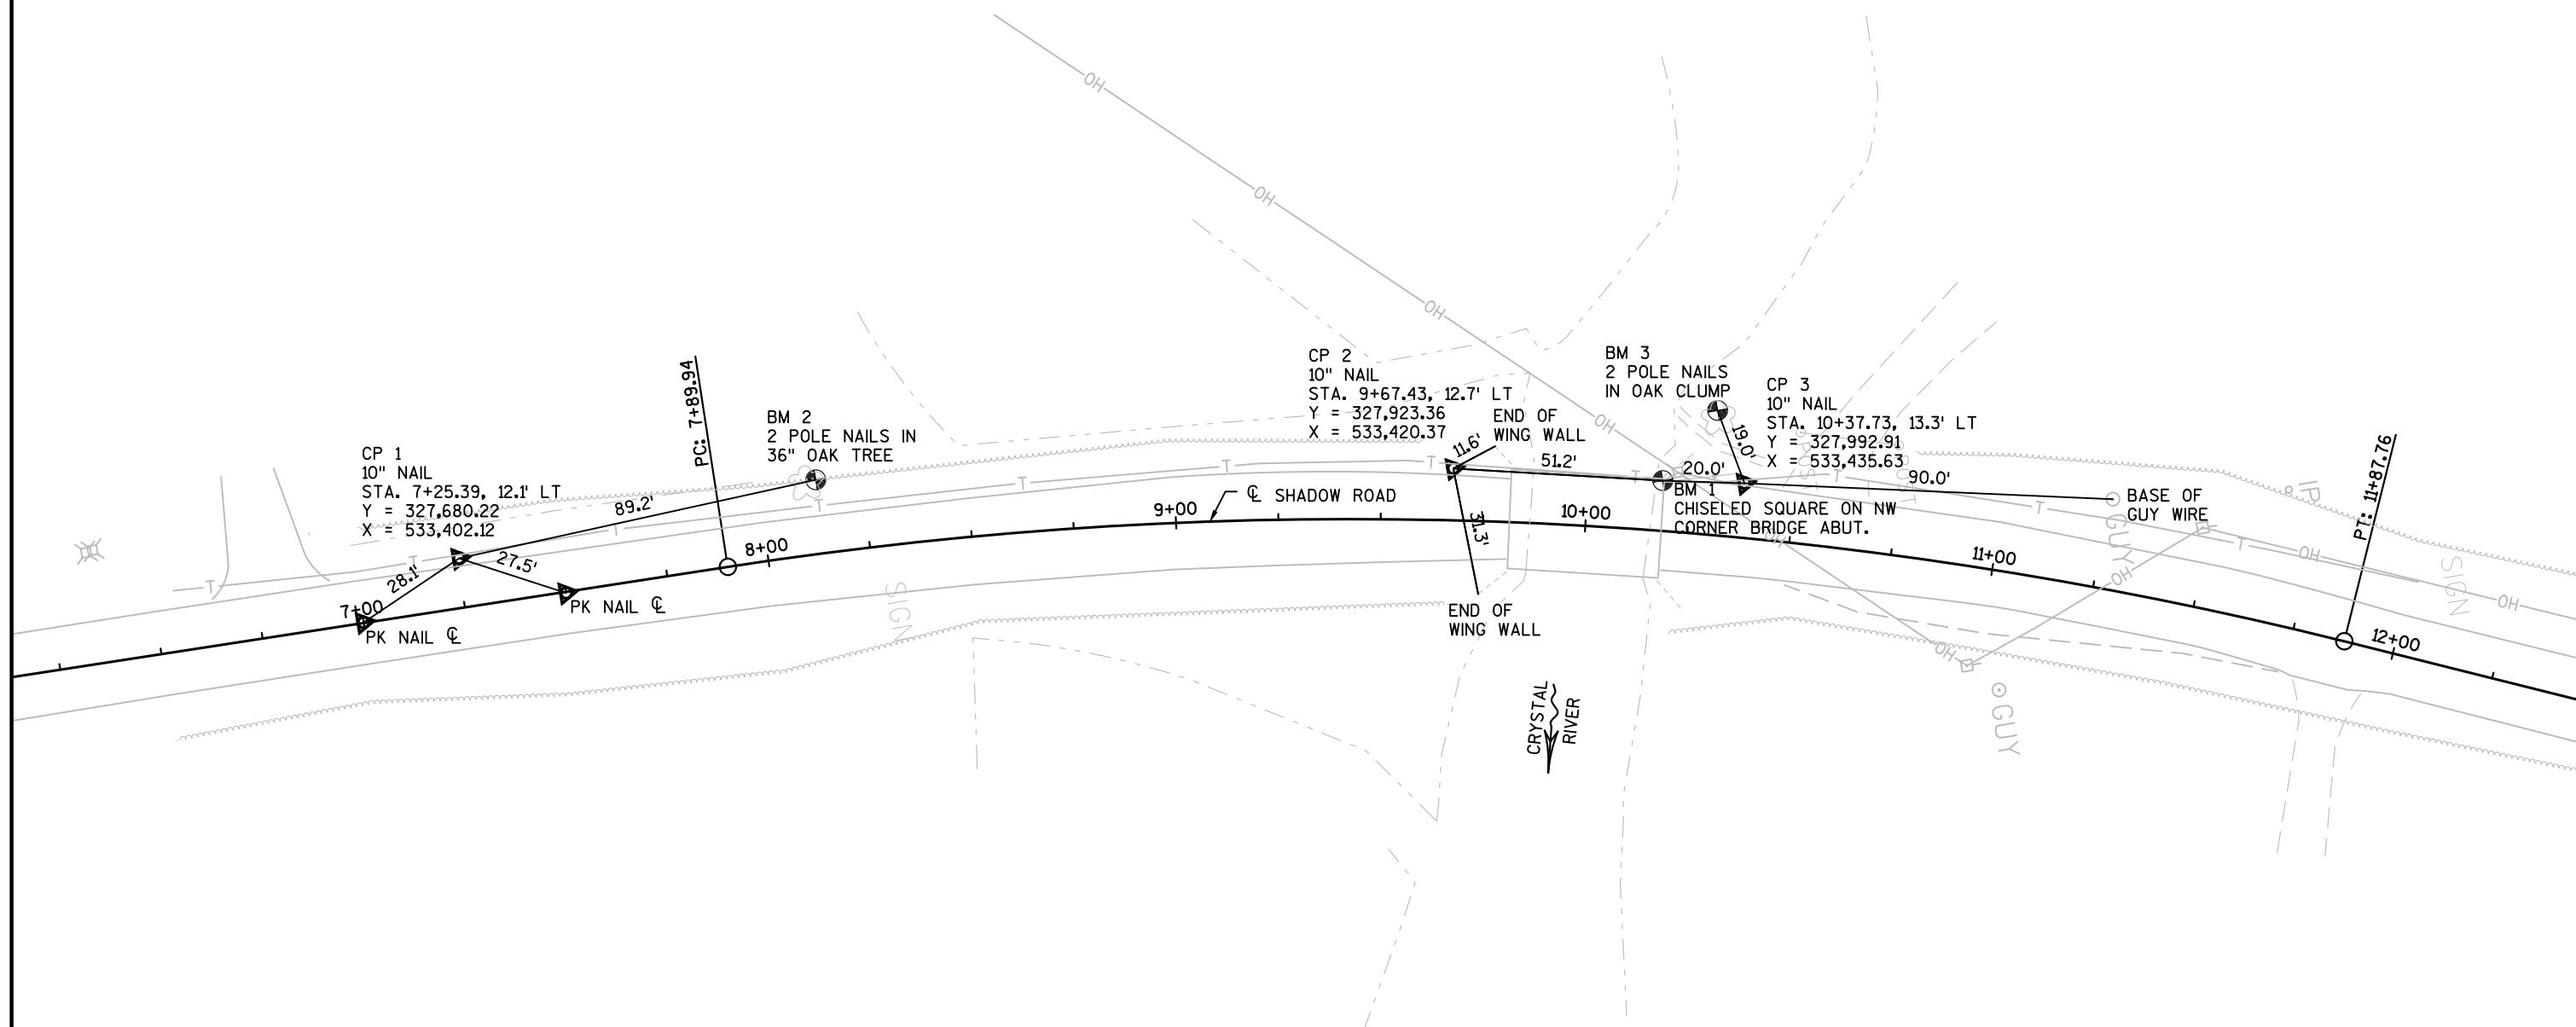 OH
OH
OH
OH
OH
OH
OH
OH
OH
CP 1
10" NAIL
STA. 7+25.39, 12.1' LT
Y = 327,680.22
X = 533,402.12
PC: 7+89.94
BM 2
2 POLE NAILS IN
36" OAK TREE
CP 2
10" NAIL
STA. 9+67.43, 12.7' LT
Y = 327,923.36
X = 533,420.37
END OF
WING WALL
BM 3
2 POLE NAILS
IN OAK CLUMP
CP 3
10" NAIL
STA. 10+37.73, 13.3' LT
Y = 327,992.91
X = 533,435.63
PT: 11+87.76
89.2'
27.5'
28.1'
11.6'
51.2'
31.3'
20.0'
19.0'
90.0'
BM 1
CHISELED SQUARE ON NW
CORNER BRIDGE ABUT.
BASE OF
GUY WIRE
℄ SHADOW ROAD
7+00
8+00
9+00
10+00
11+00
12+00
PK NAIL ℄
PK NAIL ℄
END OF
WING WALL
CRYSTAL
RIVER
SIGN
SIGN
GUY
GUY
IP
T
T
T
T
T
T
T
T
T
T
T